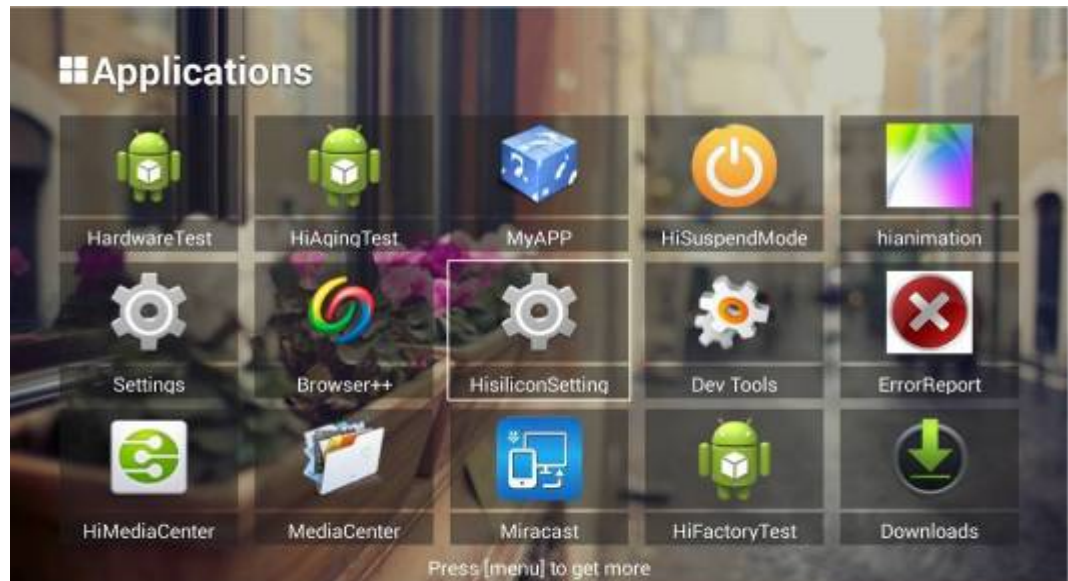 Applications
HardwareTest
HiAgingTest
MyAPP
HiSuspendMode
hianimation
Settings
Browser++
HisiliconSetting
Dev Tools
ErrorReport
HiMediaCenter
MediaCenter
Miracast
HiFactoryTest
Downloads
Press [menu] to get more